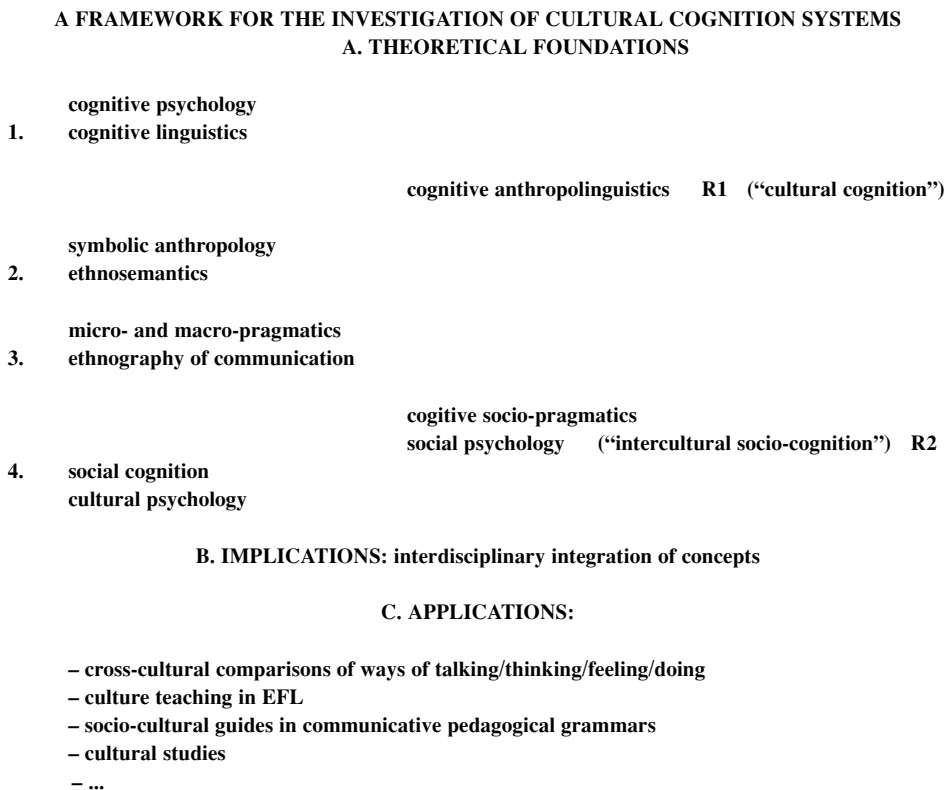 A FRAMEWORK FOR THE INVESTIGATION OF CULTURAL COGNITION SYSTEMS
A. THEORETICAL FOUNDATIONS
cognitive psychology
1. cognitive linguistics
cognitive anthropolinguistics R1 (“cultural cognition”)
symbolic anthropology
2. ethnosemantics
micro- and macro-pragmatics
3. ethnography of communication
cogitive socio-pragmatics
social psychology (“intercultural socio-cognition”) R2
4. social cognition
cultural psychology
B. IMPLICATIONS: interdisciplinary integration of concepts
C. APPLICATIONS:
– cross-cultural comparisons of ways of talking/thinking/feeling/doing
– culture teaching in EFL
– socio-cultural guides in communicative pedagogical grammars
– cultural studies
– ...